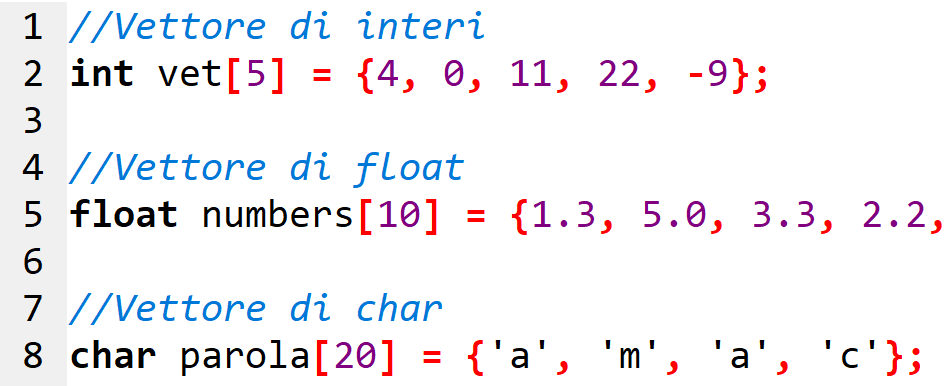 1 //Vettore di interi
2 int vet[5] = {4, 0, 11, 22, -9};
3
4 //Vettore di float
5 float numbers[10] = {1.3, 5.0, 3.3, 2.2,
6
7 //Vettore di char
8 char parola[20] = {'a', 'm', 'a', 'c'};